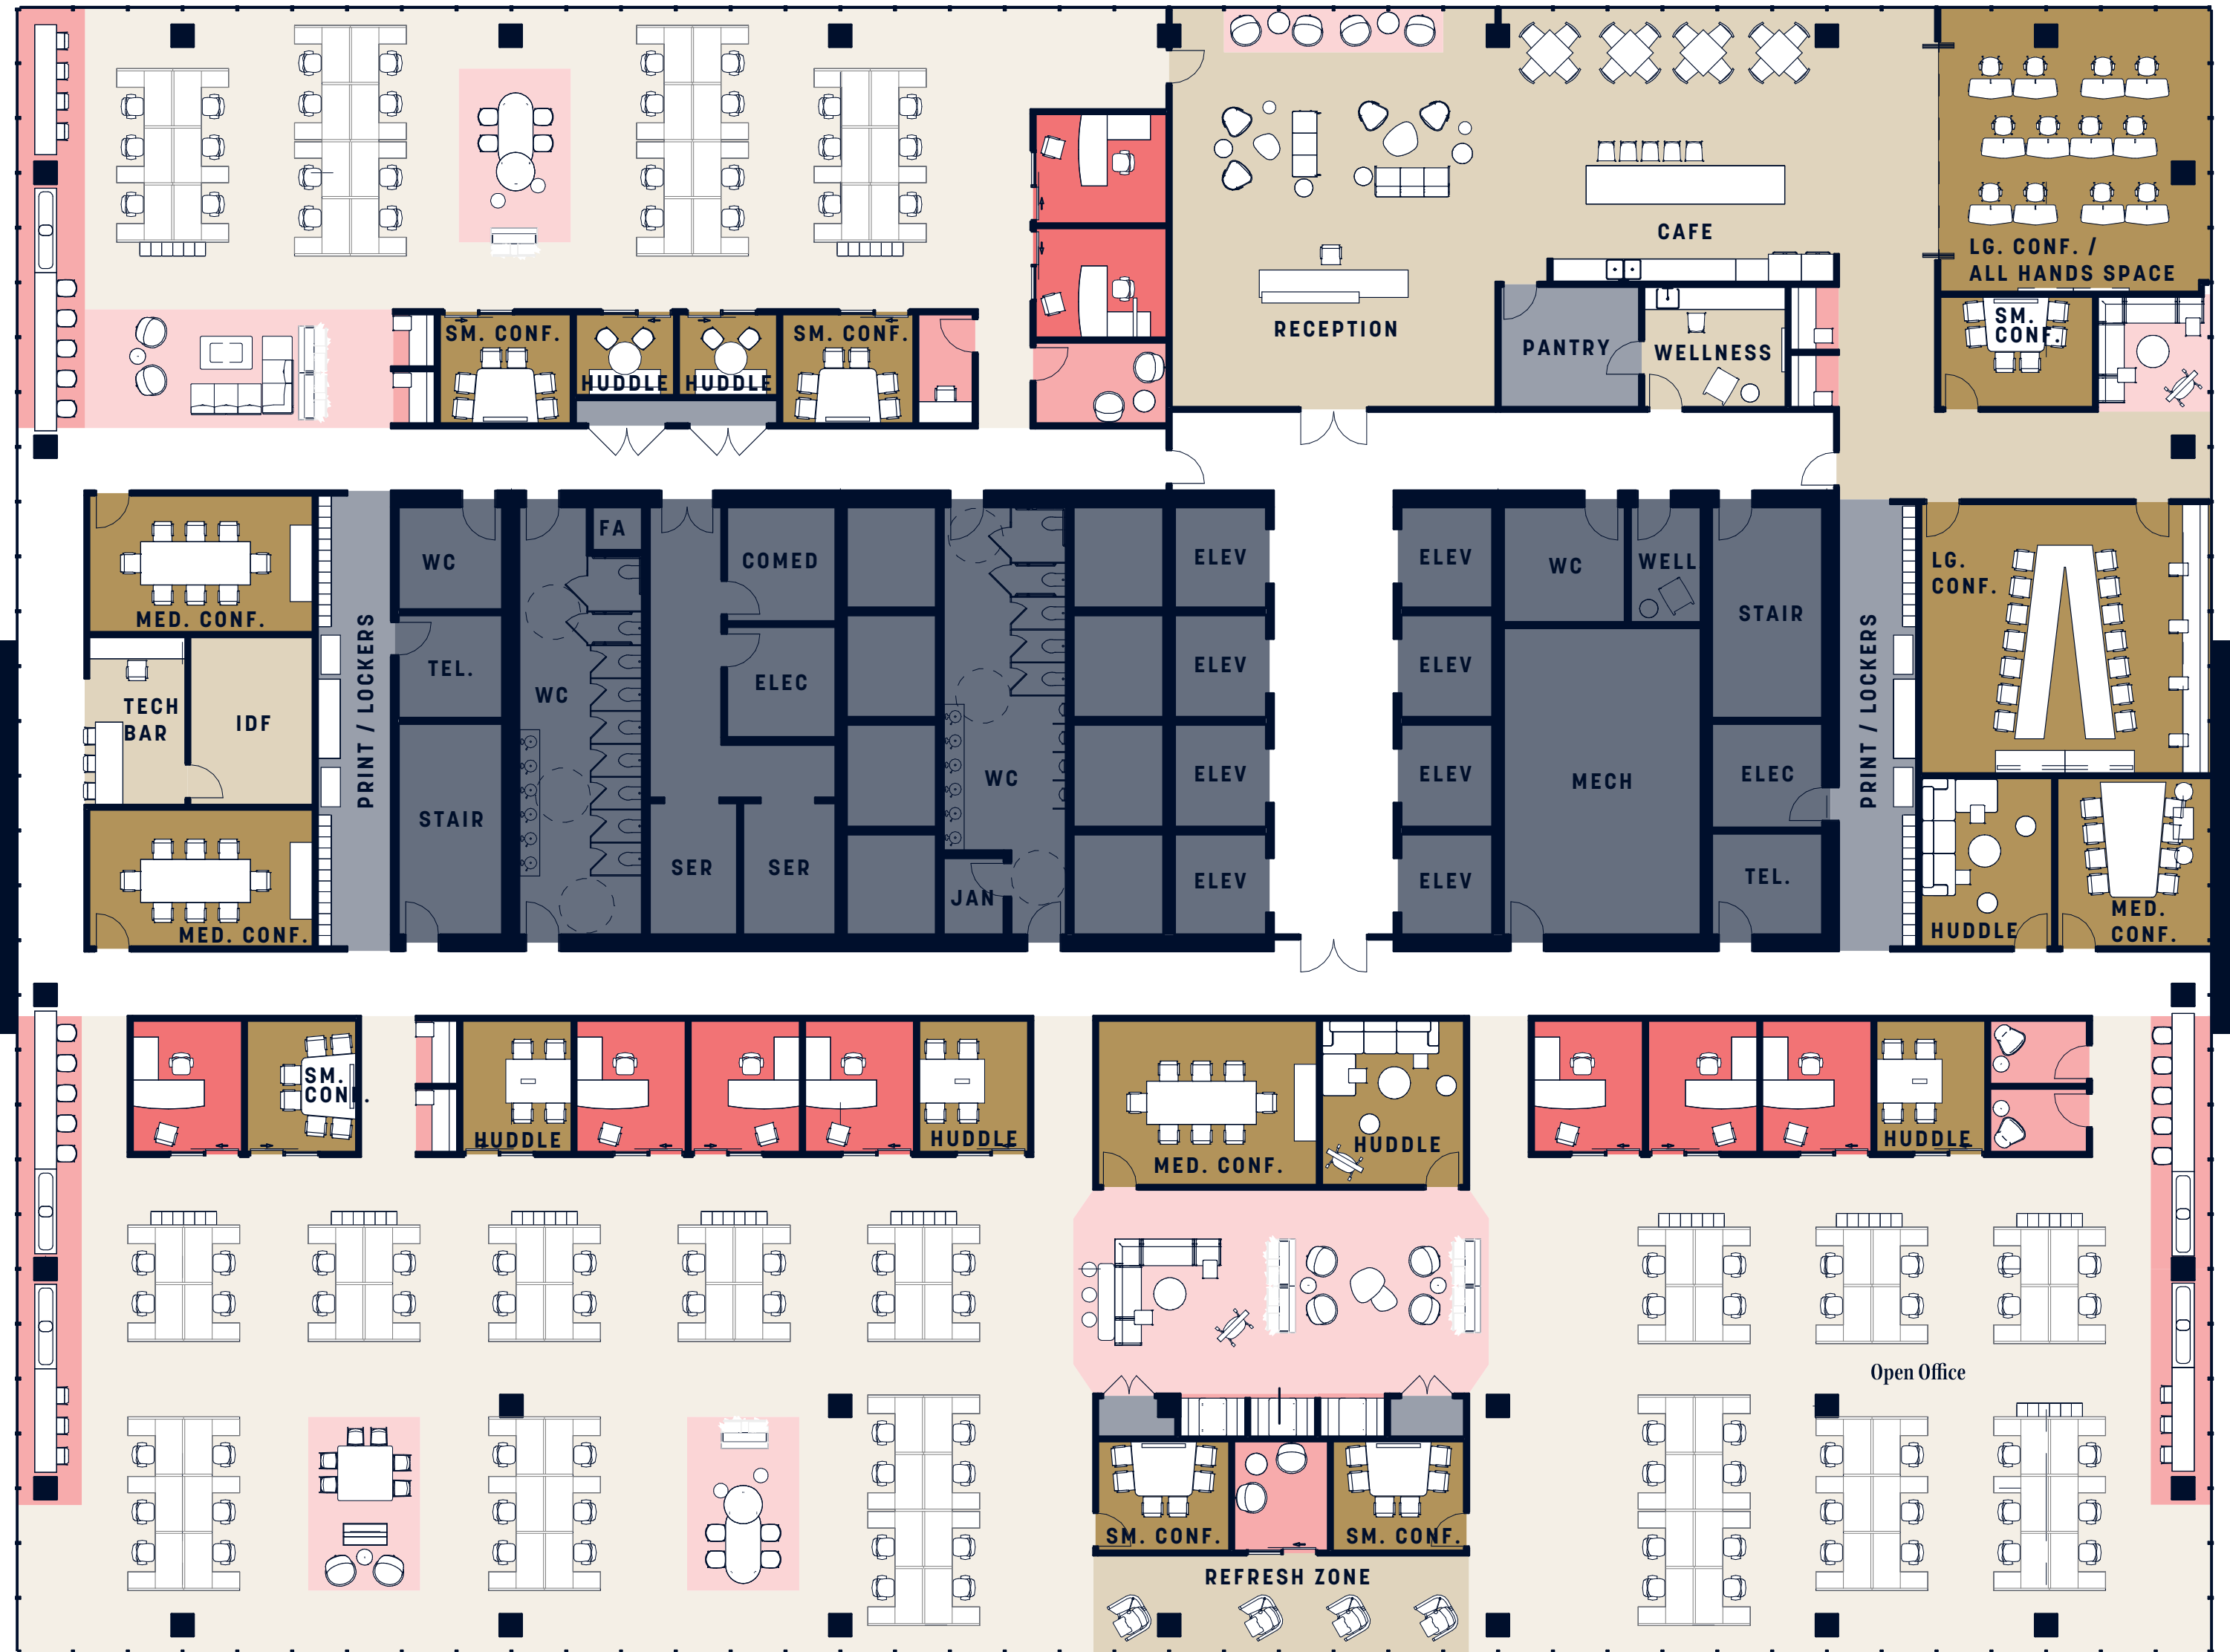 CAFE
LG. CONF. /
ALL HANDS SPACE
RECEPTION
SM. CONF.
HUDDLE
HUDDLE
SM. CONF.
PANTRY
WELLNESS
SM.
CONF.
MED. CONF.
TECH
BAR
IDF
MED. CONF.
PRINT / LOCKERS
WC
TEL.
STAIR
WC
FA
COMED
ELEC
SER
SER
WC
JAN
ELEV
ELEV
ELEV
ELEV
ELEV
ELEV
ELEV
ELEV
WC
WELL
STAIR
MECH
ELEC
TEL.
PRINT / LOCKERS
LG.
CONF.
HUDDLE
MED.
CONF.
SM.
CONF.
HUDDLE
HUDDLE
MED. CONF.
HUDDLE
HUDDLE
Open Office
SM. CONF.
SM. CONF.
REFRESH ZONE